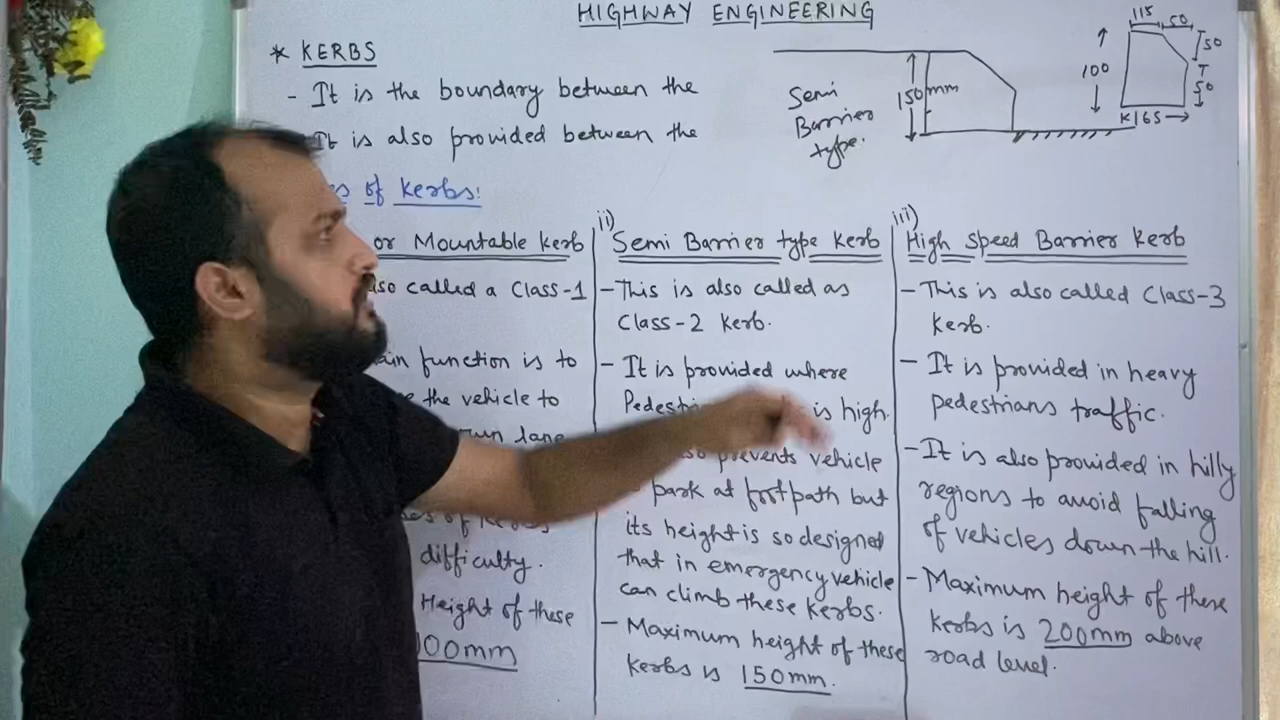 HIGHWAY ENGINEERING
* KERBS
- It is the boundary between the
It is also provided between the
of Kerbs:
Semi
Barrier
type.
150mm
115
50
50
100
50
165
or Mountable kerb
called a Class-1
function is to
the vehicle to
lane
difficulty.
Height of these
100mm
ii)
Semi Barrier type Kerb
- This is also called as
Class-2 Kerb.
- It is provided where
is high.
prevents vehicle
park at footpath but
its height is so designed
that in emergency vehicle
can climb these kerbs.
- Maximum height of these
kerbs is 150mm.
iii)
High Speed Barrier Kerb
- This is also called Class-3
Kerb.
- It is provided in heavy
pedestrians traffic.
- It is also provided in hilly
regions to avoid falling
of vehicles down the hill.
- Maximum height of these
kerbs is 200mm above
road level.